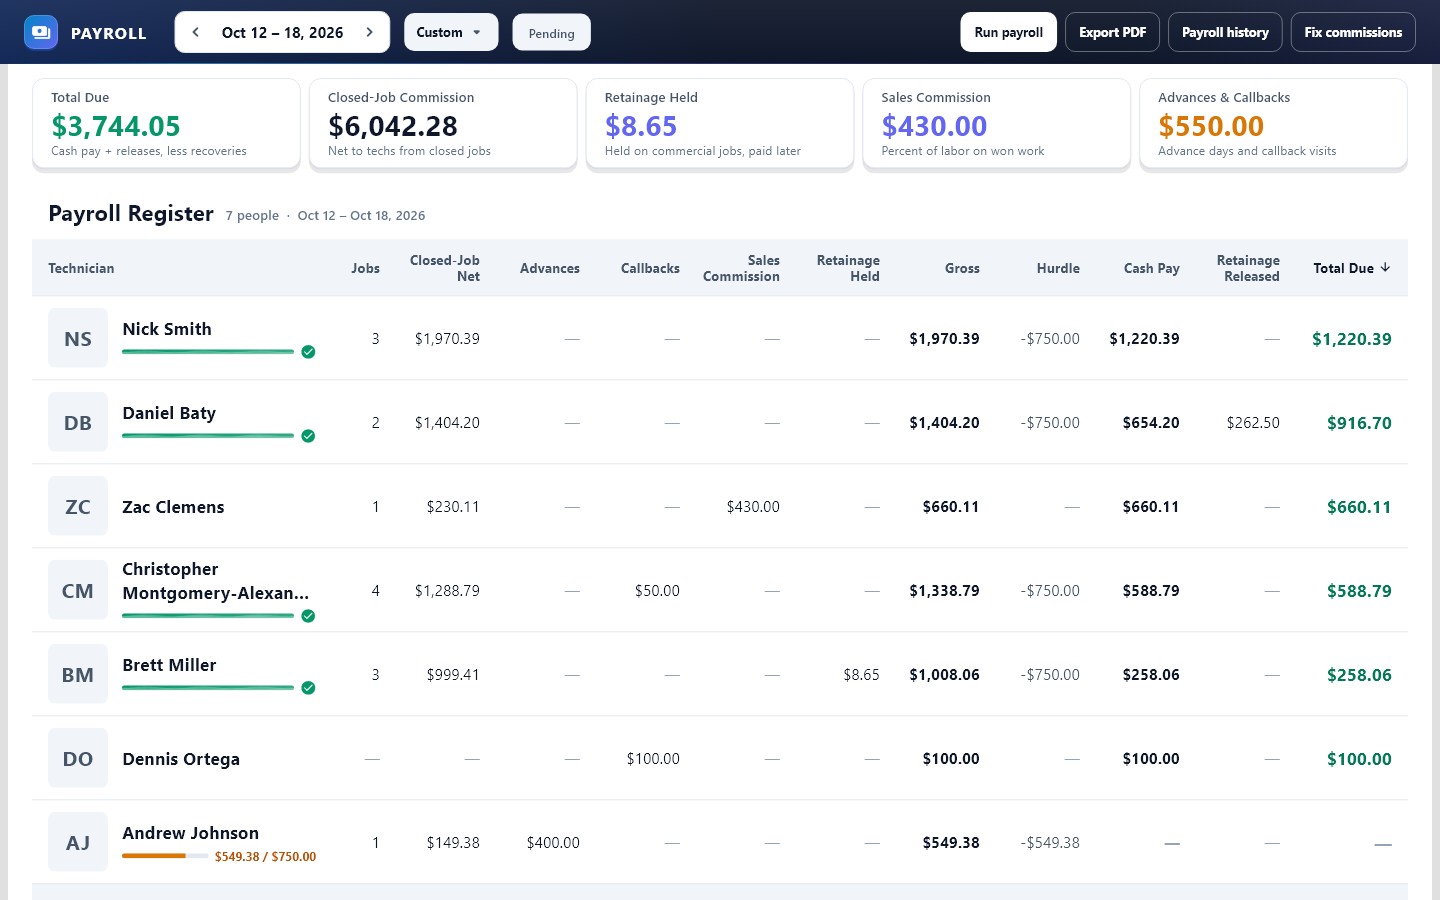 PAYROLL
Oct 12 – 18, 2026
Custom
Pending
Run payroll
Export PDF
Payroll history
Fix commissions
Total Due
$3,744.05
Cash pay + releases, less recoveries
Closed-Job Commission
$6,042.28
Net to techs from closed jobs
Retainage Held
$8.65
Held on commercial jobs, paid later
Sales Commission
$430.00
Percent of labor on won work
Advances & Callbacks
$550.00
Advance days and callback visits
Payroll Register 7 people · Oct 12 – Oct 18, 2026
Technician Jobs Closed-Job Net Advances Callbacks Sales Commission Retainage Held Gross Hurdle Cash Pay Retainage Released Total Due ↓
NS Nick Smith 3 $1,970.39 — — — — $1,970.39 -$750.00 $1,220.39 — $1,220.39
DB Daniel Baty 2 $1,404.20 — — — — $1,404.20 -$750.00 $654.20 $262.50 $916.70
ZC Zac Clemens 1 $230.11 — — $430.00 — $660.11 — $660.11 — $660.11
CM Christopher
Montgomery-Alexan... 4 $1,288.79 — $50.00 — — $1,338.79 -$750.00 $588.79 — $588.79
BM Brett Miller 3 $999.41 — — — $8.65 $1,008.06 -$750.00 $258.06 — $258.06
DO Dennis Ortega — — — $100.00 — — $100.00 — $100.00 — $100.00
AJ Andrew Johnson 1 $149.38 $400.00 — — — $549.38 -$549.38 — — —
$549.38 / $750.00